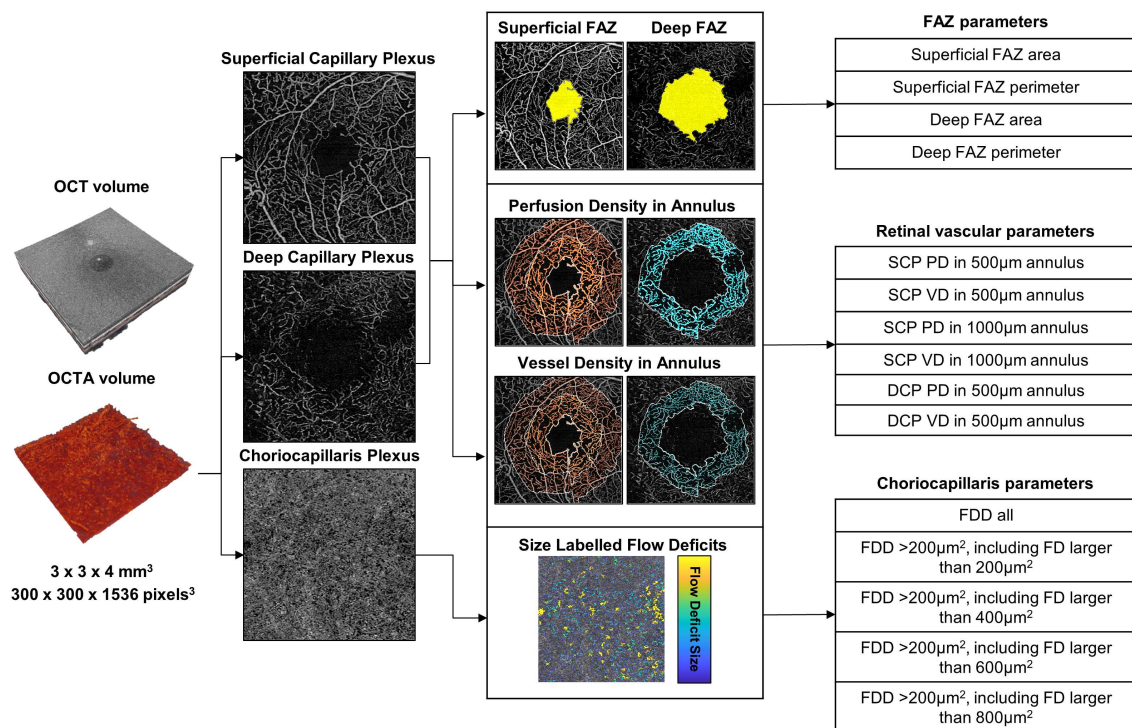 OCT volume
OCTA volume
3 x 3 x 4 mm³
300 x 300 x 1536 pixels³
Superficial Capillary Plexus
Deep Capillary Plexus
Choriocapillaris Plexus
Superficial FAZ
Deep FAZ
Perfusion Density in Annulus
Vessel Density in Annulus
Size Labelled Flow Deficits
Flow Deficit Size
FAZ parameters
Superficial FAZ area
Superficial FAZ perimeter
Deep FAZ area
Deep FAZ perimeter
Retinal vascular parameters
SCP PD in 500µm annulus
SCP VD in 500µm annulus
SCP PD in 1000µm annulus
SCP VD in 1000µm annulus
DCP PD in 500µm annulus
DCP VD in 500µm annulus
Choriocapillaris parameters
FDD all
FDD >200µm², including FD larger
than 200µm²
FDD >200µm², including FD larger
than 400µm²
FDD >200µm², including FD larger
than 600µm²
FDD >200µm², including FD larger
than 800µm²